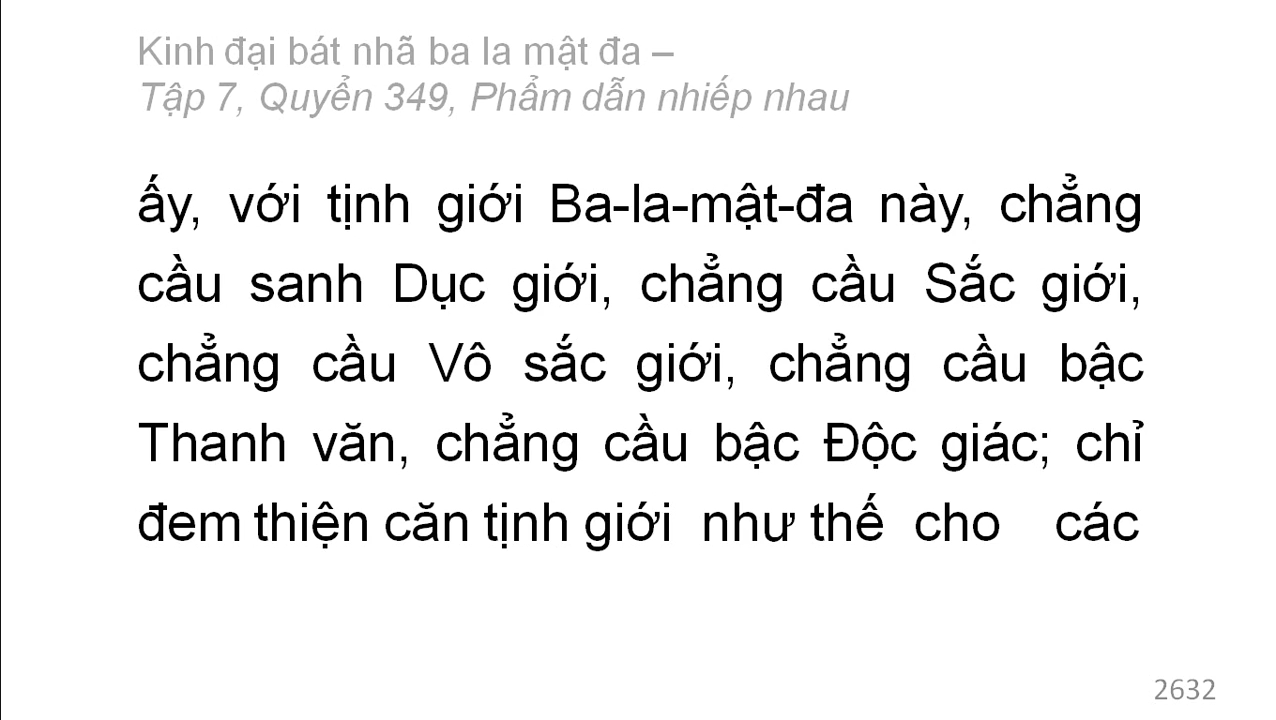 Kinh đại bát nhã ba la mật đa –
Tập 7, Quyển 349, Phẩm dẫn nhiếp nhau
ấy, với tịnh giới Ba-la-mật-đa này, chẳng
cầu sanh Dục giới, chẳng cầu Sắc giới,
chẳng cầu Vô sắc giới, chẳng cầu bậc
Thanh văn, chẳng cầu bậc Độc giác; chỉ
đem thiện căn tịnh giới như thế cho các
2632